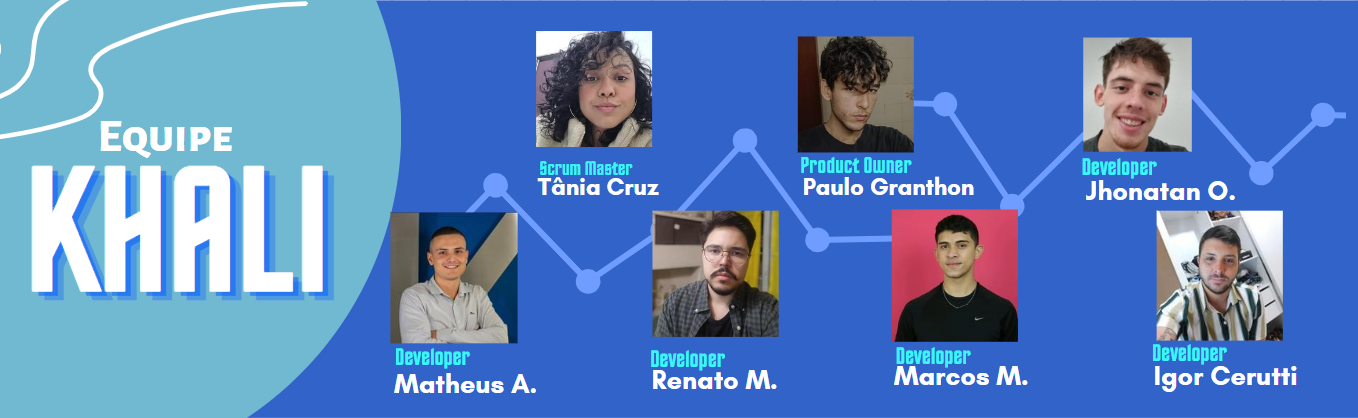 EQUIPE
KHALI
Scrum Master
Tânia Cruz
Product Owner
Paulo Granthon
Developer
Jhonatan O.
Developer
Matheus A.
Developer
Renato M.
Developer
Marcos M.
Developer
Igor Cerutti